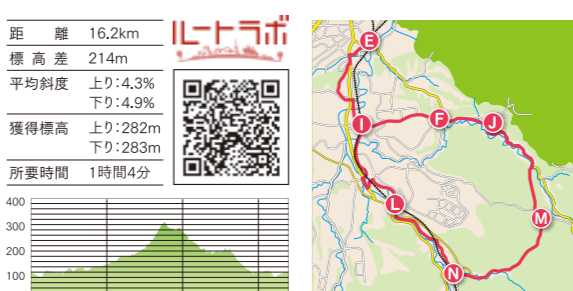 距離 16.2km
標高差 214m
平均斜度 上り:4.3%
下り:4.9%
獲得標高 上り:282m
下り:283m
所要時間 1時間4分
ルートラボ
400
300
200
100
E
I
F
J
L
M
N